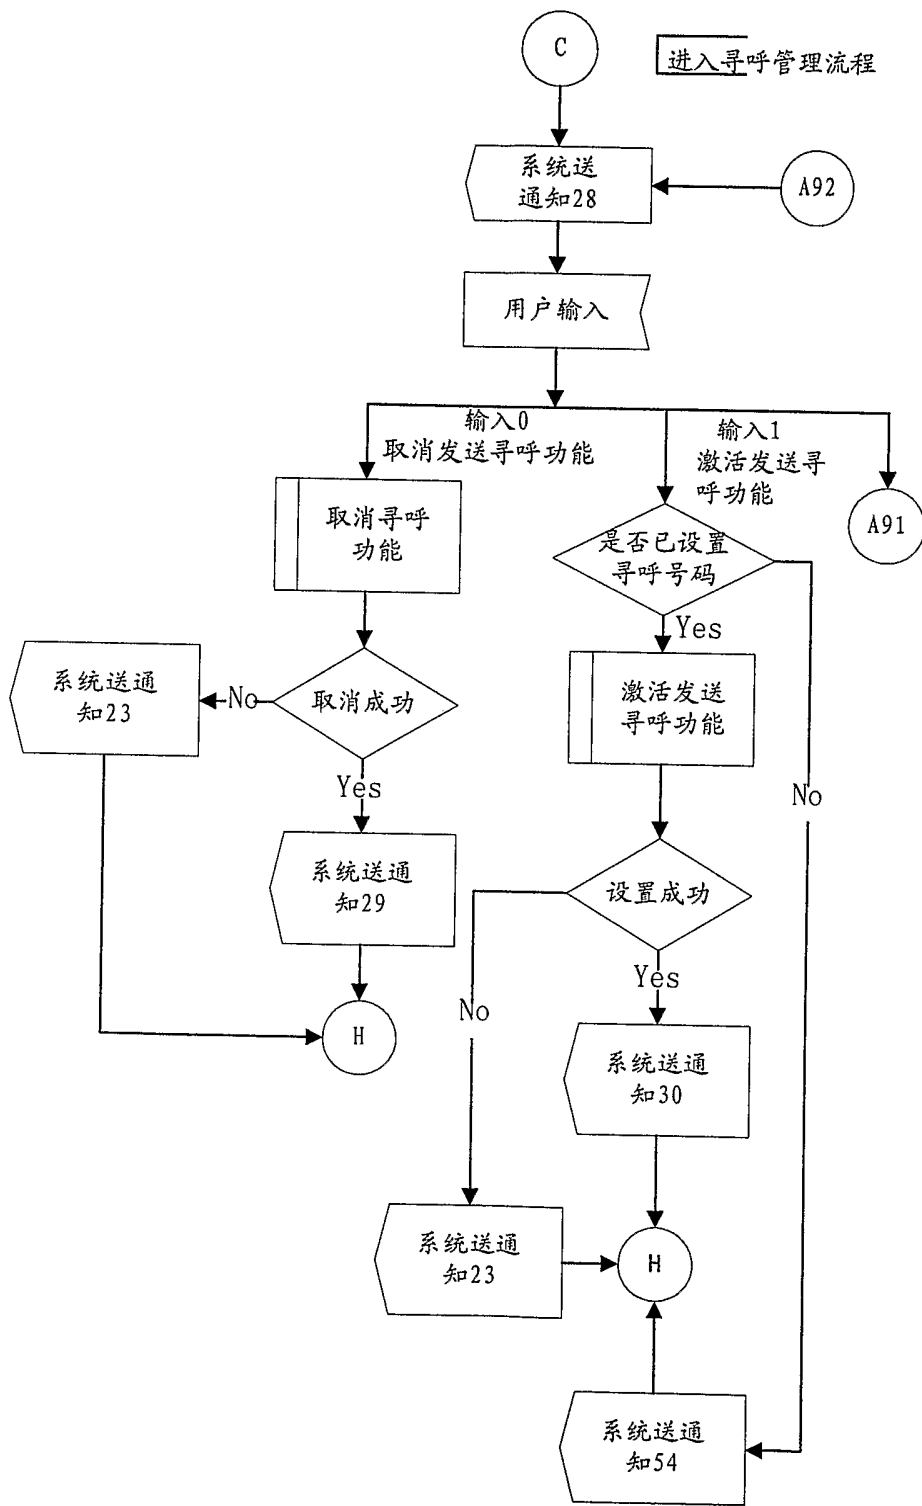 C
进入寻呼管理流程
系统送
通知28
A92
用户输入
输入0
取消发送寻呼功能
输入1
激活发送寻
呼功能
A91
取消寻呼
功能
是否已设置
寻呼号码
Yes
系统送通
知23
No
取消成功
激活发送
寻呼功能
Yes
No
系统送通
知29
设置成功
Yes
No
H
系统送通
知30
系统送通
知23
H
系统送通
知54